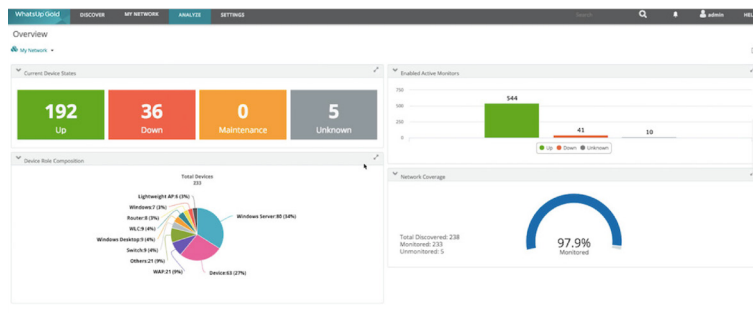 WhatsUp Gold DISCOVER MY NETWORK ANALYZE SETTINGS Search admin HEL
Overview
My Network
Current Device States
192 Up
36 Down
0 Maintenance
5 Unknown
Enabled Active Monitors
750
500
250
0
544
41
10
Up Down Unknown
Device Role Composition
Total Devices
233
Lightweight AP:6 (3%)
Windows:7 (3%)
Router:8 (3%)
WLC:9 (4%)
Windows Desktop:9 (4%)
Switch:9 (4%)
Others:21 (9%)
WAP:21 (9%)
Device:63 (27%)
Windows Server:80 (34%)
Network Coverage
Total Discovered: 238
Monitored: 233
Unmonitored: 5
97.9%
Monitored